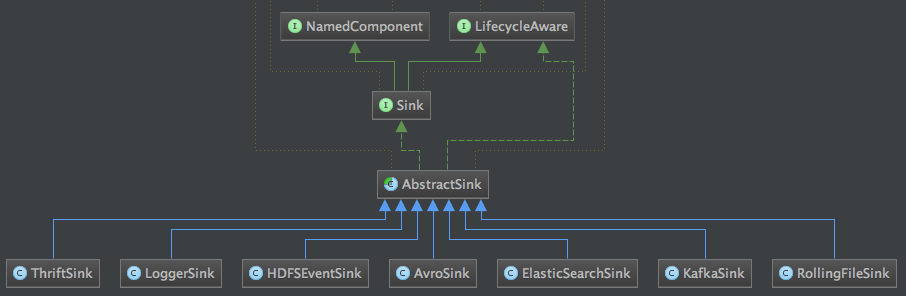 I NamedComponent
I LifecycleAware
I Sink
C AbstractSink
C ThriftSink
C LoggerSink
C HDFSEventSink
C AvroSink
C ElasticSearchSink
C KafkaSink
C RollingFileSink